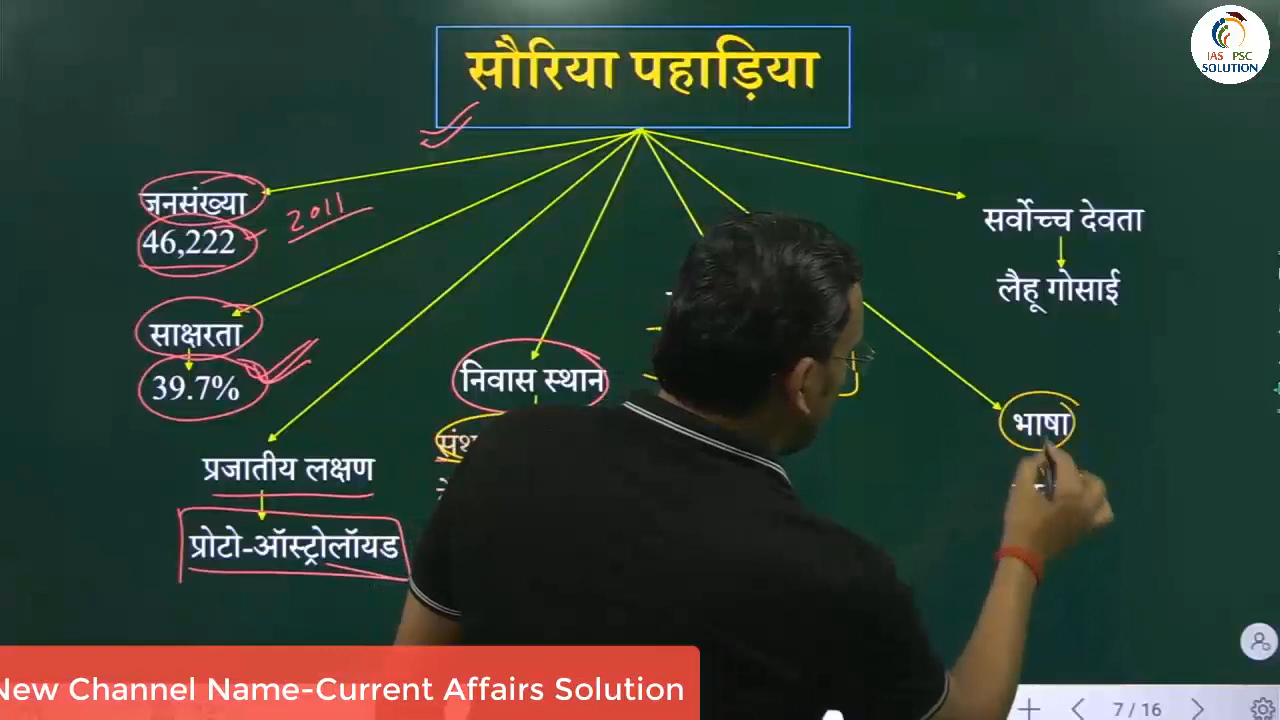 सौरिया पहाड़िया
IAS PSC
SOLUTION
जनसंख्या
46,222
2011
साक्षरता
39.7%
प्रजातीय लक्षण
प्रोटो-ऑस्ट्रोलॉयड
निवास स्थान
सर्वोच्च देवता
लैहू गोसाई
भाषा
New Channel Name-Current Affairs Solution
7 / 16